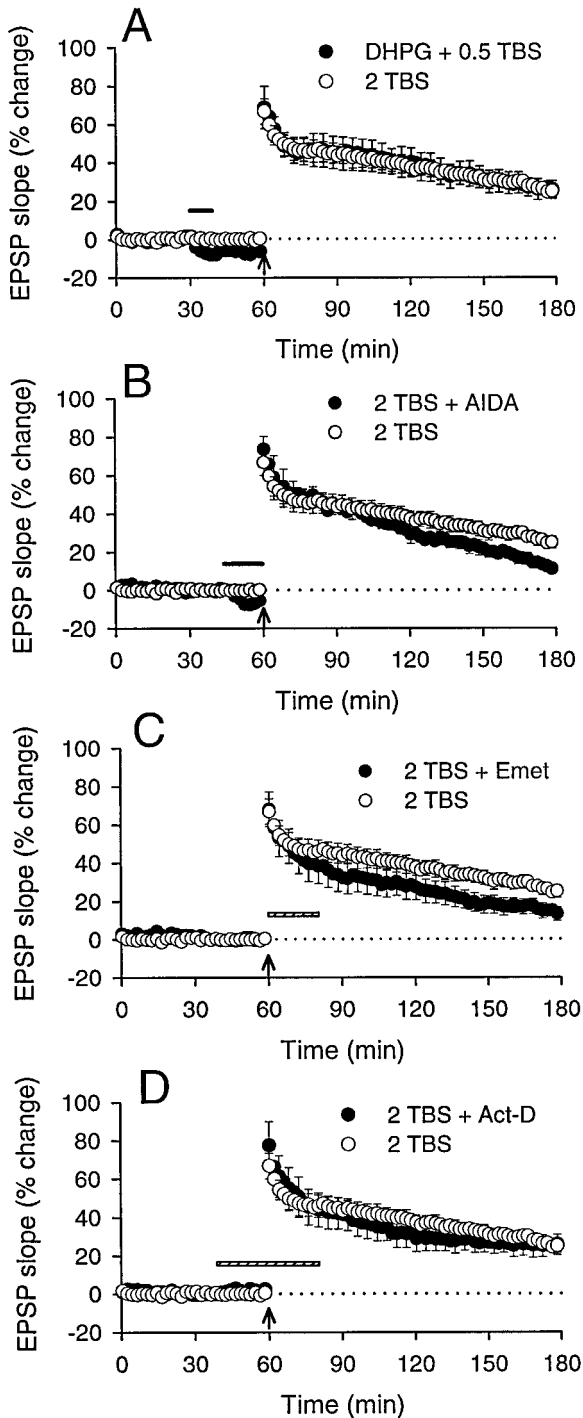 A
DHPG + 0.5 TBS
2 TBS
EPSP slope (% change)
100
80
60
40
20
0
-20
0 30 60 90 120 150 180
Time (min)
B
2 TBS + AIDA
2 TBS
EPSP slope (% change)
100
80
60
40
20
0
-20
0 30 60 90 120 150 180
Time (min)
C
2 TBS + Emet
2 TBS
EPSP slope (% change)
100
80
60
40
20
0
-20
0 30 60 90 120 150 180
Time (min)
D
2 TBS + Act-D
2 TBS
EPSP slope (% change)
100
80
60
40
20
0
-20
0 30 60 90 120 150 180
Time (min)